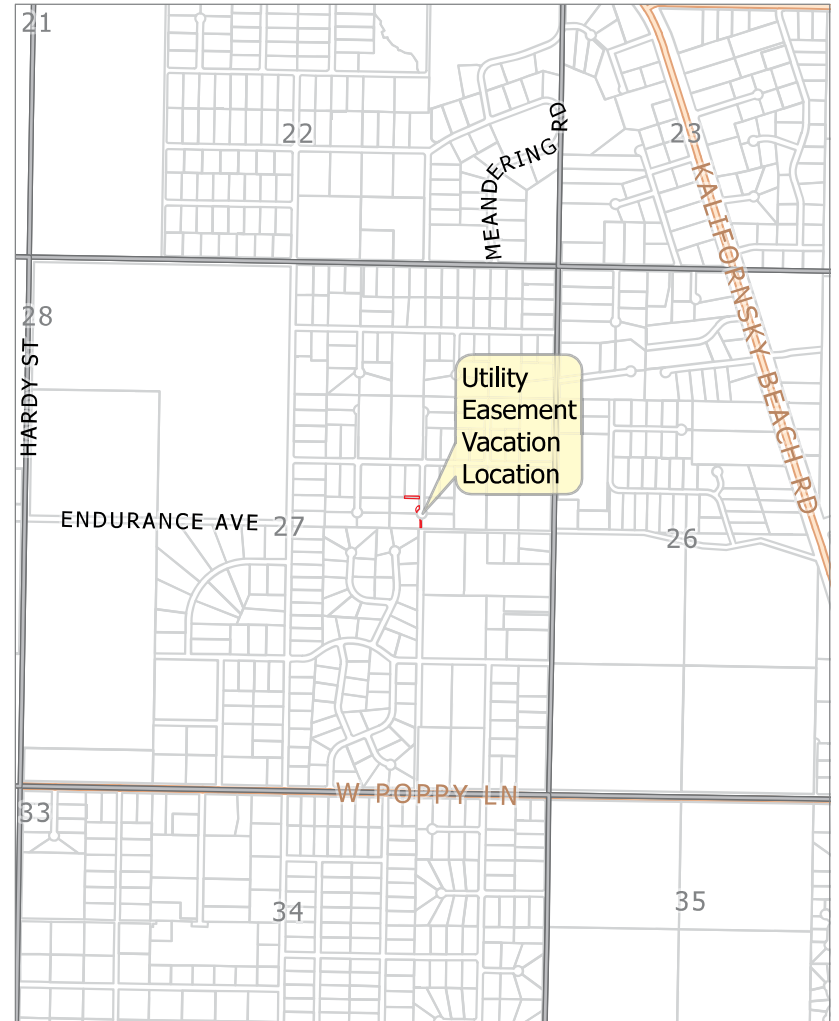 21
22
23
MEANDERING RD
KALIFORNSKY BEACH RD
28
HARDY ST
Utility
Easement
Vacation
Location
ENDURANCE AVE
27
26
W POPPY LN
33
34
35